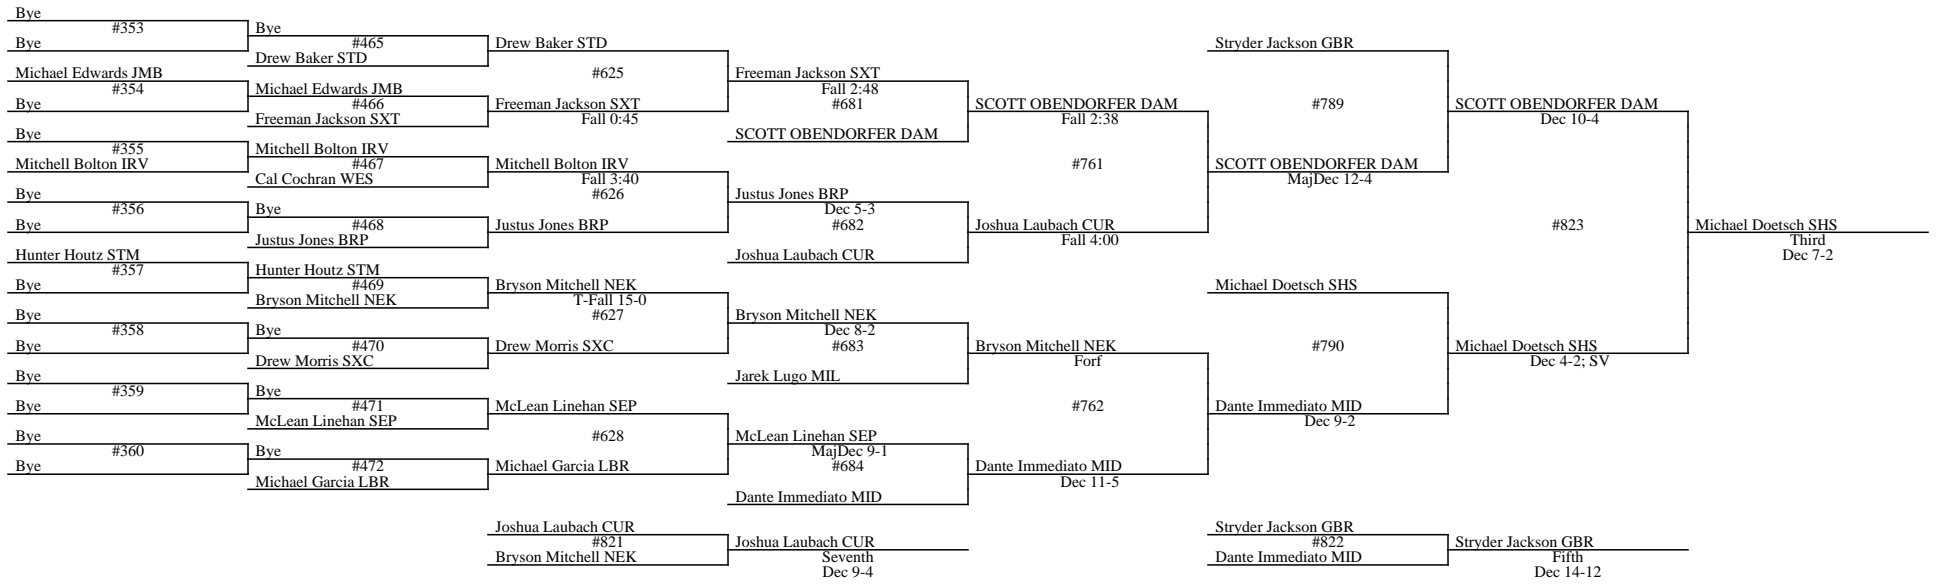 Bye
#353
Bye
Michael Edwards JMB
#354
Bye
Bye
#355
Mitchell Bolton IRV
Bye
#356
Bye
Hunter Houtz STM
#357
Bye
Bye
#358
Bye
Bye
#359
Bye
Bye
#360
Bye
Bye
#465
Drew Baker STD
Michael Edwards JMB
#466
Freeman Jackson SXT
Mitchell Bolton IRV
#467
Cal Cochran WES
Bye
#468
Justus Jones BRP
Hunter Houtz STM
#469
Bryson Mitchell NEK
Bye
#470
Drew Morris SXC
Bye
#471
McLean Linehan SEP
Bye
#472
Michael Garcia LBR
Drew Baker STD
#625
Freeman Jackson SXT
Fall 0:45
Mitchell Bolton IRV
Fall 3:40
#626
Justus Jones BRP
Bryson Mitchell NEK
T-Fall 15-0
#627
Drew Morris SXC
McLean Linehan SEP
#628
Michael Garcia LBR
Freeman Jackson SXT
Fall 2:48
#681
SCOTT OBENDORFER DAM
Justus Jones BRP
Dec 5-3
#682
Joshua Laubach CUR
Bryson Mitchell NEK
Dec 8-2
#683
Jarek Lugo MIL
McLean Linehan SEP
MajDec 9-1
#684
Dante Immediato MID
SCOTT OBENDORFER DAM
Fall 2:38
#761
Joshua Laubach CUR
Fall 4:00
Bryson Mitchell NEK
Forf
#762
Dante Immediato MID
Dec 11-5
Stryder Jackson GBR
#789
SCOTT OBENDORFER DAM
MajDec 12-4
Michael Doetsch SHS
#790
Dante Immediato MID
Dec 9-2
SCOTT OBENDORFER DAM
Dec 10-4
#823
Michael Doetsch SHS
Dec 4-2; SV
Michael Doetsch SHS
Third
Dec 7-2
Joshua Laubach CUR
#821
Bryson Mitchell NEK
Joshua Laubach CUR
Seventh
Dec 9-4
Stryder Jackson GBR
#822
Dante Immediato MID
Stryder Jackson GBR
Fifth
Dec 14-12